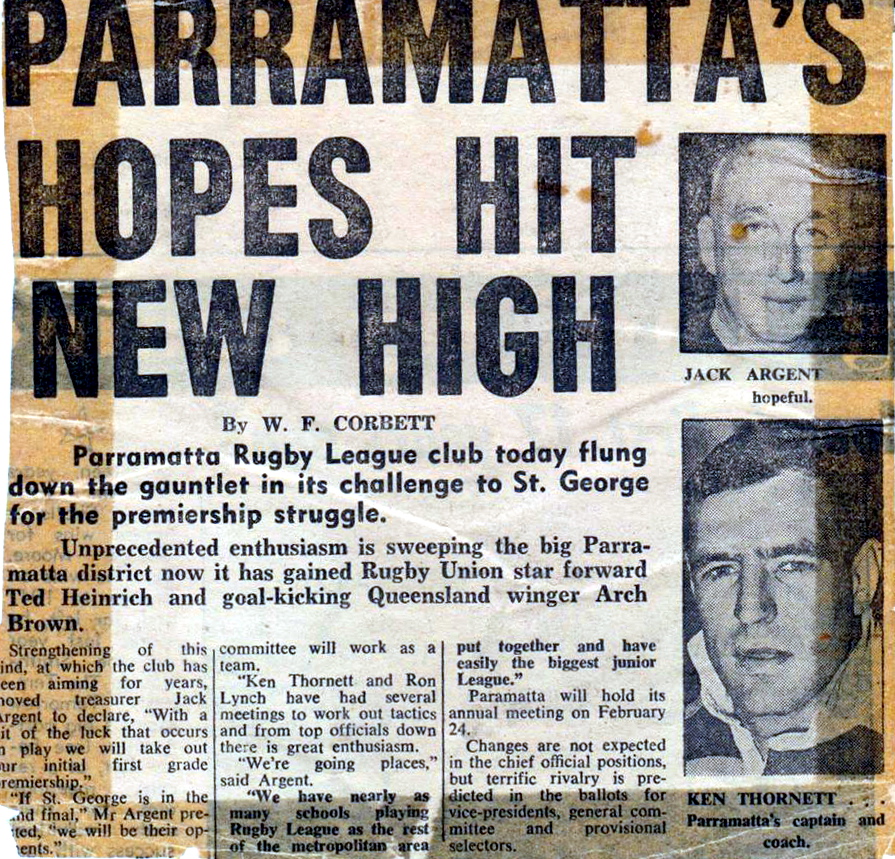 PARRAMATTA'S
HOPES HIT
NEW HIGH
By W. F. CORBETT
Parramatta Rugby League club today flung
down the gauntlet in its challenge to St. George
for the premiership struggle.
Unprecedented enthusiasm is sweeping the big Parra-
matta district now it has gained Rugby Union star forward
Ted Heinrich and goal-kicking Queensland winger Arch
Brown.
Strengthening of this
ind, at which the club has
een aiming for years,
moved treasurer Jack
Argent to declare, "With a
it of the luck that occurs
n play we will take out
ur initial first grade
remiership."
"If St. George is in the
nd final," Mr Argent pre-
ted, "we will be their op-
ents."
committee will work as a
team.
"Ken Thornett and Ron
Lynch have had several
meetings to work out tactics
and from top officials down
there is great enthusiasm.
"We're going places,"
said Argent.
"We have nearly as
many schools playing
Rugby League as the rest
of the metropolitan area
put together and have
easily the biggest junior
League."
Paramatta will hold its
annual meeting on February
24.
Changes are not expected
in the chief official positions,
but terrific rivalry is pre-
dicted in the ballots for
vice-presidents, general com-
mittee and provisional
selectors.
JACK ARGENT
hopeful.
KEN THORNETT . . .
Parramatta's captain and
coach.